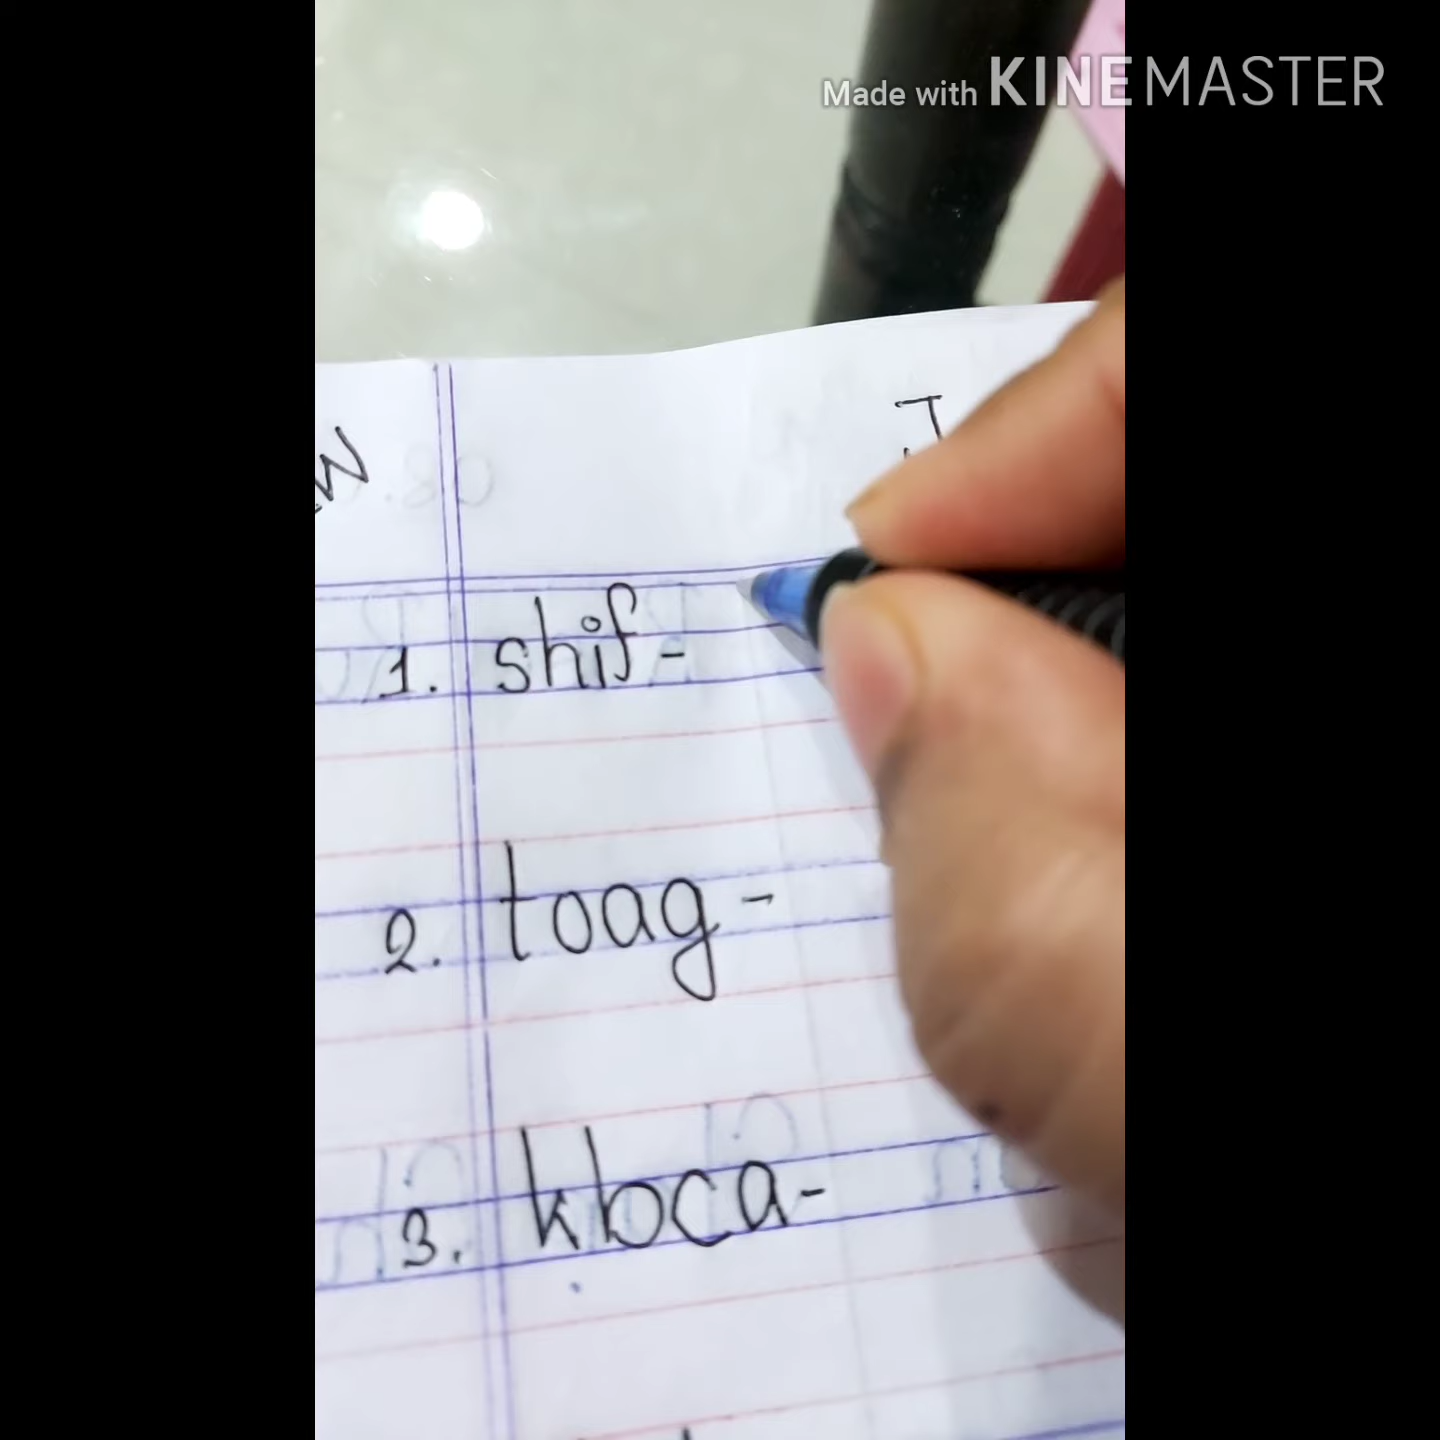 Made with KINEMASTER
W
J
1. shif -
2. toag -
3. kbca -